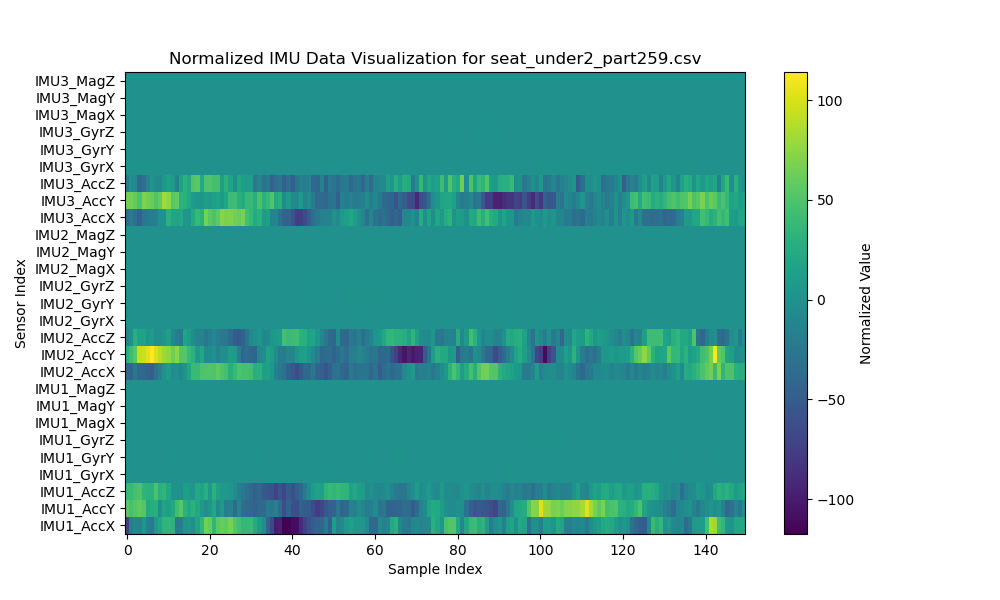 Normalized IMU Data Visualization for seat_under2_part259.csv
IMU3_MagZ
IMU3_MagY
IMU3_MagX
IMU3_GyrZ
IMU3_GyrY
IMU3_GyrX
IMU3_AccZ
IMU3_AccY
IMU3_AccX
IMU2_MagZ
IMU2_MagY
IMU2_MagX
IMU2_GyrZ
IMU2_GyrY
IMU2_GyrX
IMU2_AccZ
IMU2_AccY
IMU2_AccX
IMU1_MagZ
IMU1_MagY
IMU1_MagX
IMU1_GyrZ
IMU1_GyrY
IMU1_GyrX
IMU1_AccZ
IMU1_AccY
IMU1_AccX
Sensor Index
0 20 40 60 80 100 120 140
Sample Index
100
50
0
−50
−100
Normalized Value